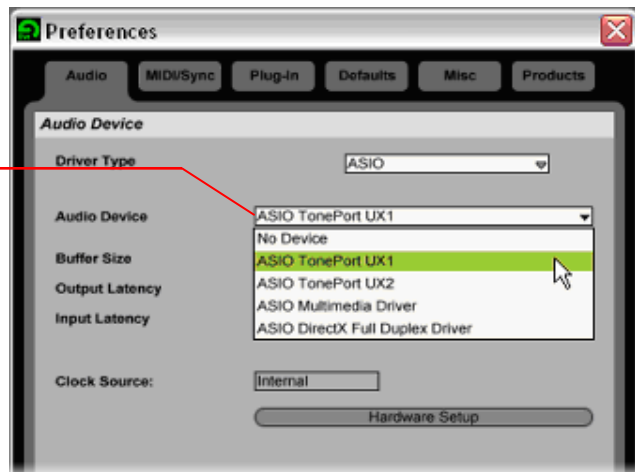 Preferences
Audio MIDI/Sync Plug-In Defaults Misc Products
Audio Device
Driver Type ASIO
Audio Device ASIO TonePort UX1
No Device
Buffer Size ASIO TonePort UX1
Output Latency ASIO TonePort UX2
Input Latency ASIO Multimedia Driver
ASIO DirectX Full Duplex Driver
Clock Source: Internal
Hardware Setup